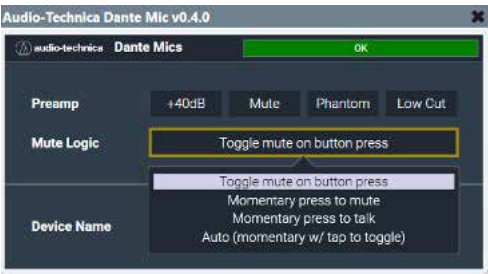 Audio-Technica Dante Mic v0.4.0
audio-technica Dante Mics OK
Preamp +40dB Mute Phantom Low Cut
Mute Logic Toggle mute on button press
Toggle mute on button press
Momentary press to mute
Momentary press to talk
Auto (momentary w/ tap to toggle)
Device Name